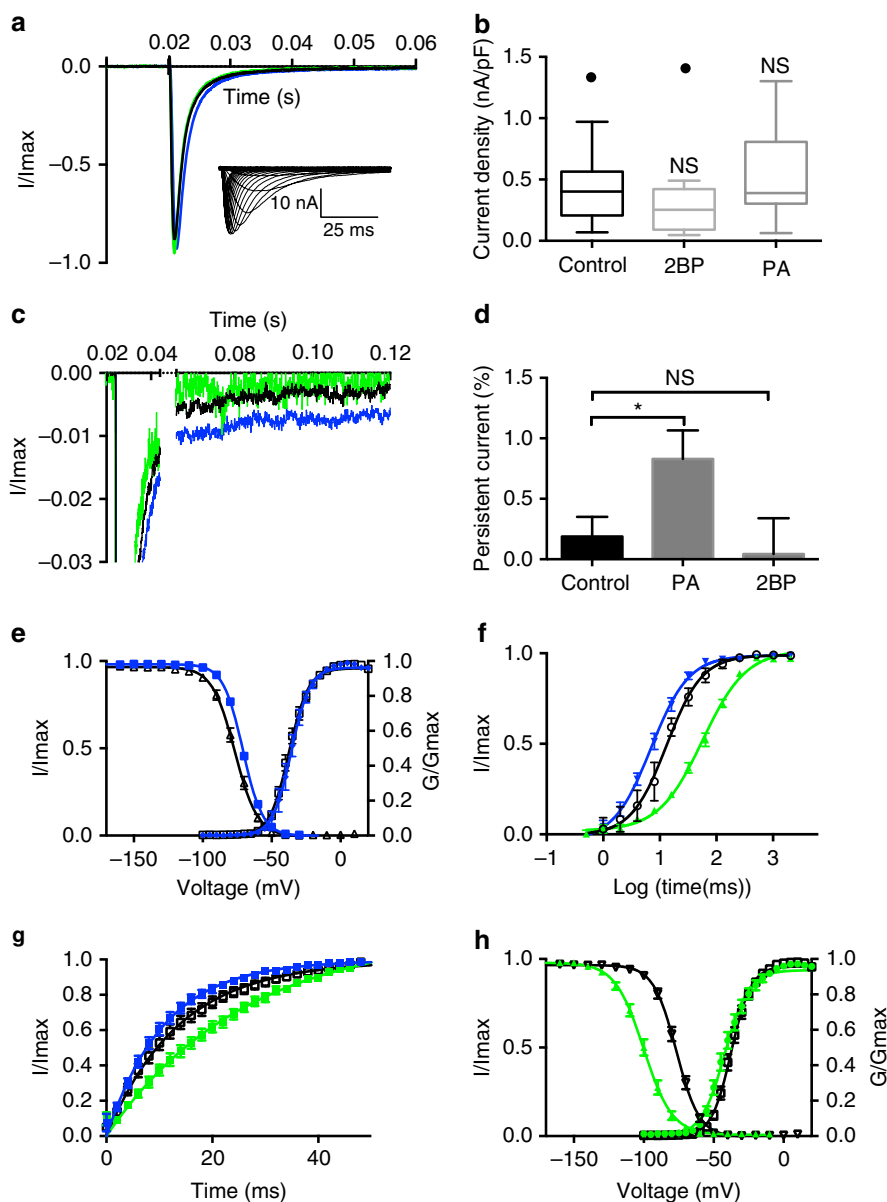 a
0.02 0.03 0.04 0.05 0.06
Time (s)
0.0
−0.5
−1.0
I/Imax
10 nA
25 ms
b
1.5
1.0
0.5
0.0
Current density (nA/pF)
NS
NS
Control 2BP PA
c
Time (s)
0.02 0.04 0.08 0.10 0.12
0.00
−0.01
−0.02
−0.03
I/Imax
d
1.5
1.0
0.5
0.0
Persistent current (%)
NS
*
Control PA 2BP
e
1.0
0.5
0.0
I/Imax
1.0
0.8
0.6
0.4
0.2
0.0
G/Gmax
−150 −100 −50 0
Voltage (mV)
f
1.0
0.5
0.0
I/Imax
−1 0 1 2 3
Log (time(ms))
g
1.0
0.8
0.6
0.4
0.2
0.0
I/Imax
0 20 40
Time (ms)
h
1.0
0.5
0.0
I/Imax
1.0
0.8
0.6
0.4
0.2
0.0
G/Gmax
−150 −100 −50 0
Voltage (mV)